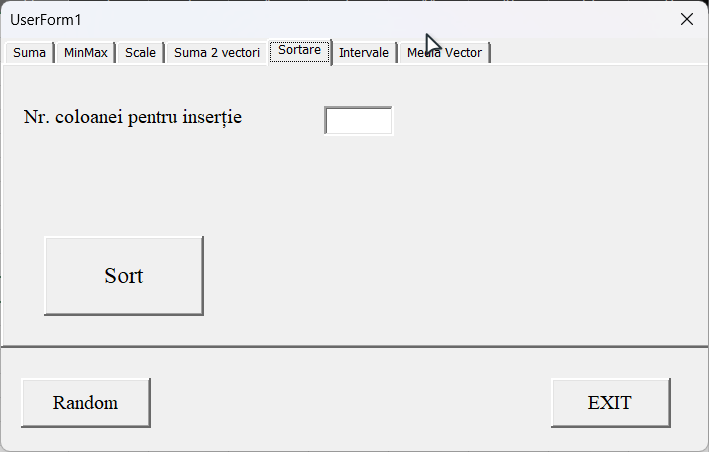 UserForm1
Suma MinMax Scale Suma 2 vectori Sortare Intervale Media Vector
Nr. coloanei pentru inserție
Sort
Random EXIT